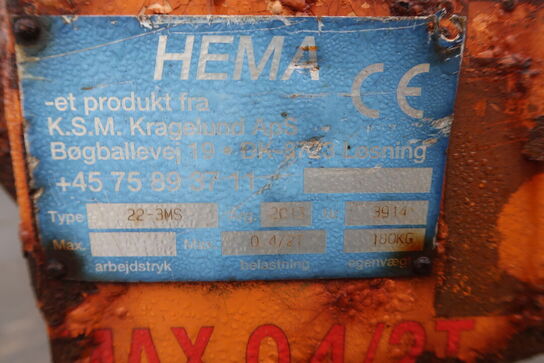 HEMA CE
-et produkt fra
K.S.M. Kragelund ApS
Bøgballevej 19 • DK-8723 Løsning
+45 75 89 37 11
Type 22-3MS 3914
Max. Max. 0.4/2T 180KG
arbejdstryk belastning egenvægt
MAX 0.4/2T